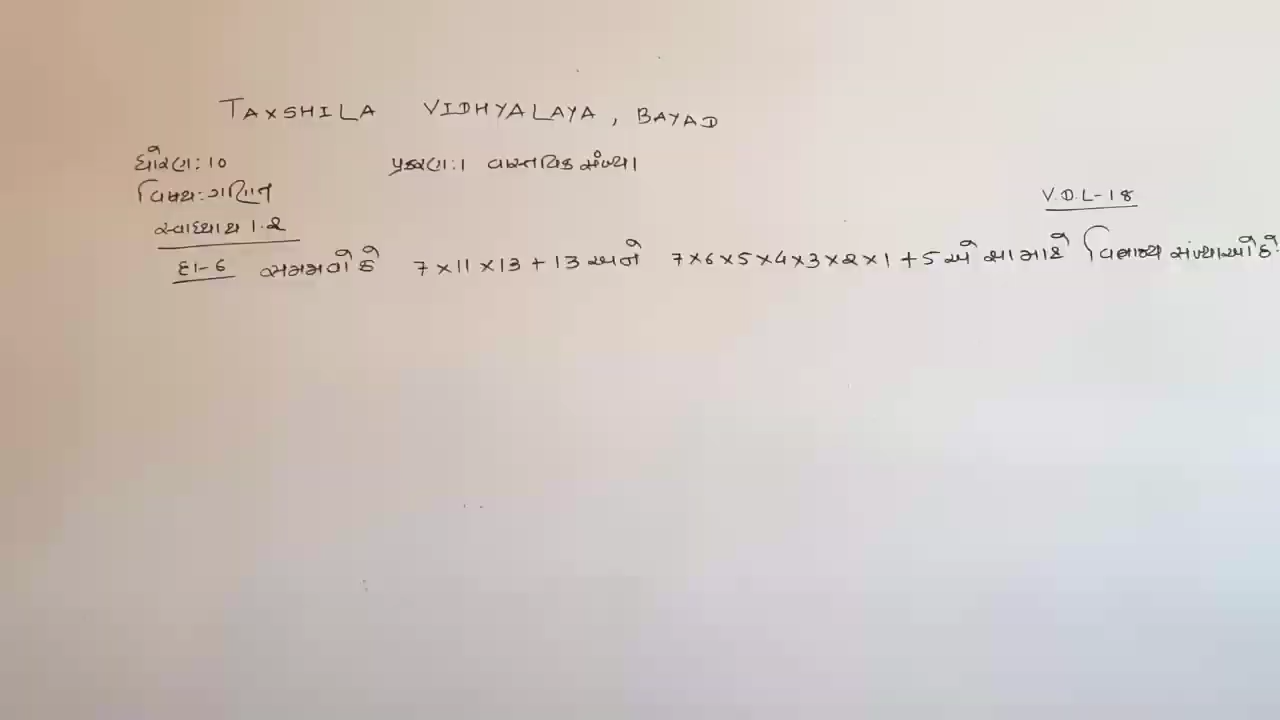 TAXSHILA VIDHYALAYA, BAYAD
ધોરણ: 10 પ્રકરણ: 1 વાસ્તવિક સંખ્યા
વિષય: ગણિત
V.D.L-18
સ્વાધ્યાય 1.2
દા-6 સમજાવો કે 7×11×13+13 અને 7×6×5×4×3×2×1+5 એ શા માટે વિભાજ્ય સંખ્યાઓ છે?